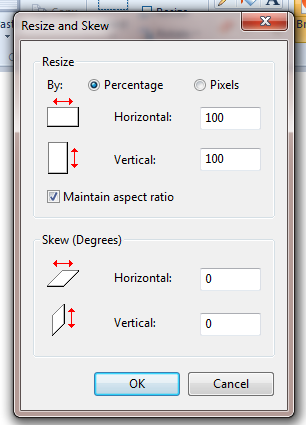 Resize and Skew
Resize
By: Percentage Pixels
Horizontal: 100
Vertical: 100
Maintain aspect ratio
Skew (Degrees)
Horizontal: 0
Vertical: 0
OK Cancel